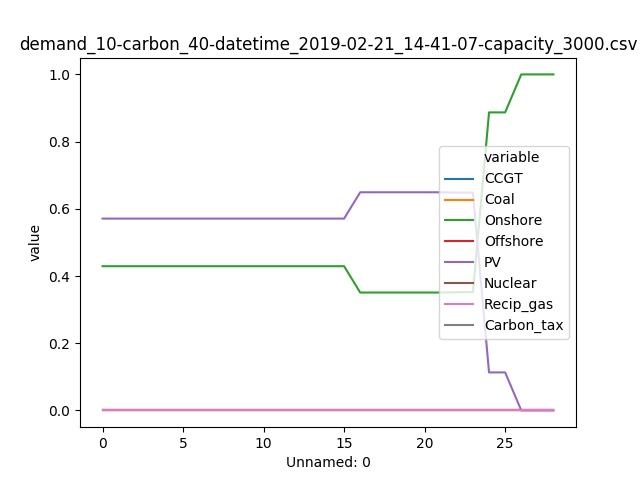 demand_10-carbon_40-datetime_2019-02-21_14-41-07-capacity_3000.csv
1.0
0.8
0.6
0.4
0.2
0.0
value
variable
CCGT
Coal
Onshore
Offshore
PV
Nuclear
Recip_gas
Carbon_tax
0 5 10 15 20 25
Unnamed: 0